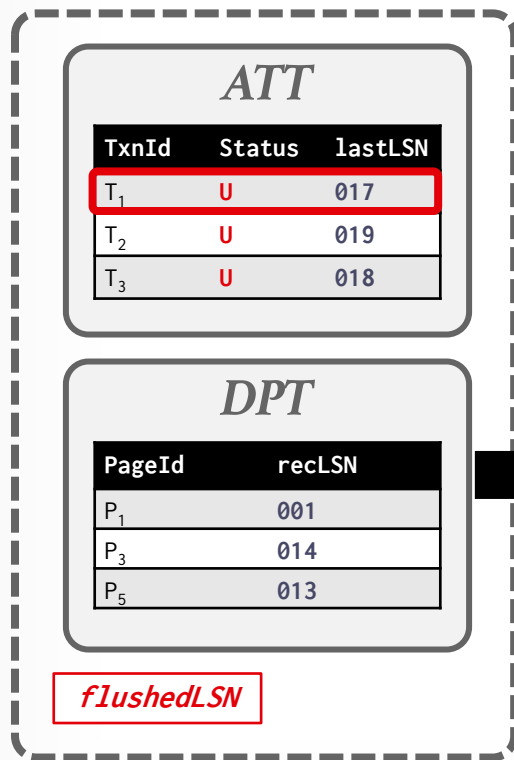 ATT
TxnId Status lastLSN
T1 U 017
T2 U 019
T3 U 018
DPT
PageId recLSN
P1 001
P3 014
P5 013
flushedLSN